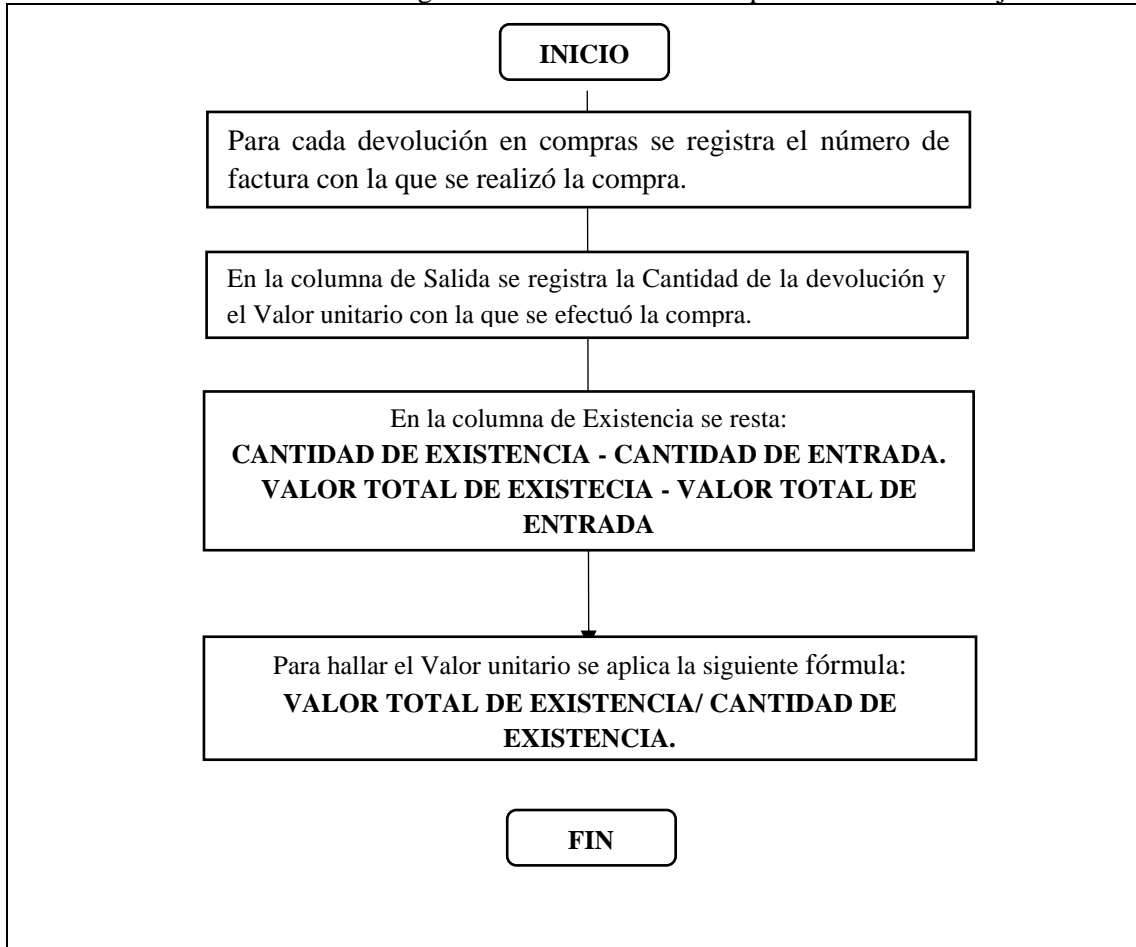 INICIO
Para cada devolución en compras se registra el número de
factura con la que se realizó la compra.
En la columna de Salida se registra la Cantidad de la devolución y
el Valor unitario con la que se efectuó la compra.
En la columna de Existencia se resta:
CANTIDAD DE EXISTENCIA - CANTIDAD DE ENTRADA.
VALOR TOTAL DE EXISTECIA - VALOR TOTAL DE
ENTRADA
Para hallar el Valor unitario se aplica la siguiente fórmula:
VALOR TOTAL DE EXISTENCIA/ CANTIDAD DE
EXISTENCIA.
FIN